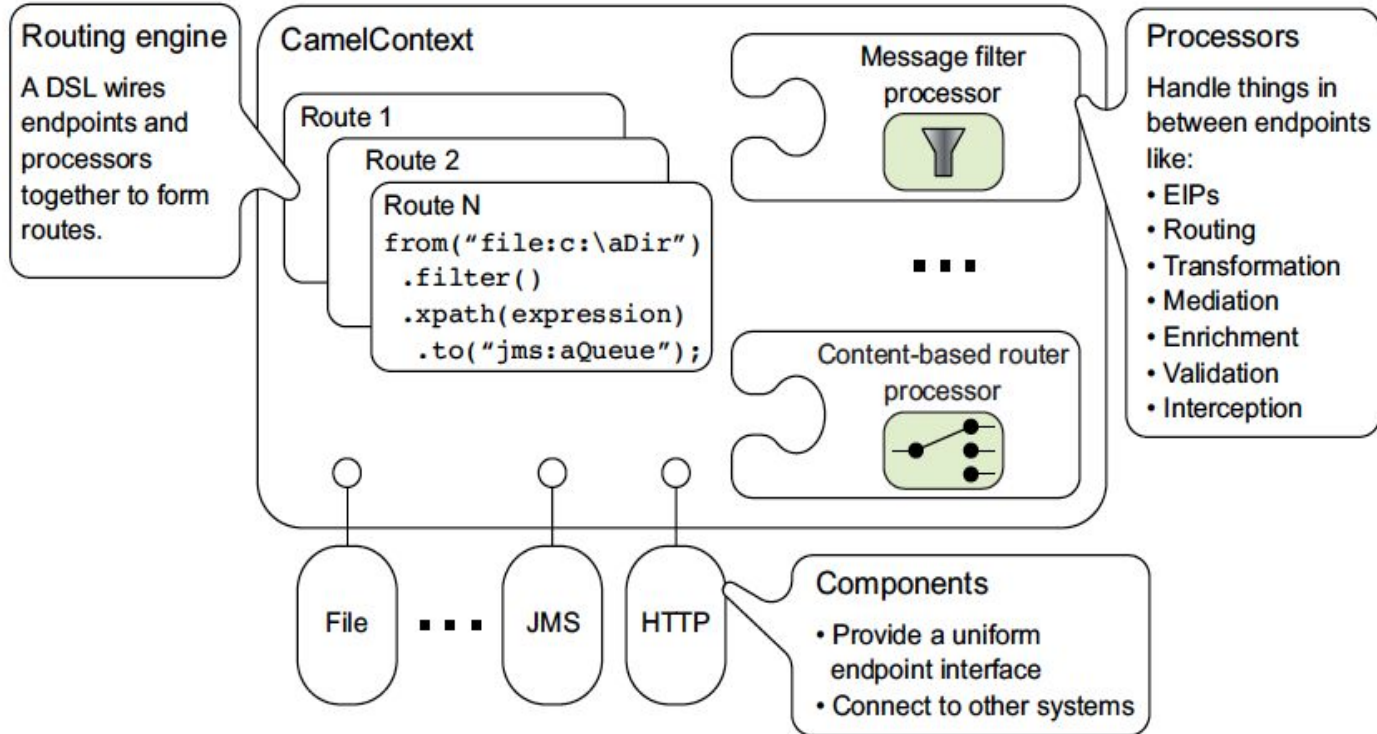 Routing engine
A DSL wires
endpoints and
processors
together to form
routes.
CamelContext
Route 1
Route 2
Route N
from(“file:c:\aDir”)
.filter()
.xpath(expression)
.to(“jms:aQueue”);
Message filter
processor
Content-based router
processor
Processors
Handle things in
between endpoints
like:
• EIPs
• Routing
• Transformation
• Mediation
• Enrichment
• Validation
• Interception
File
JMS
HTTP
Components
• Provide a uniform
endpoint interface
• Connect to other systems